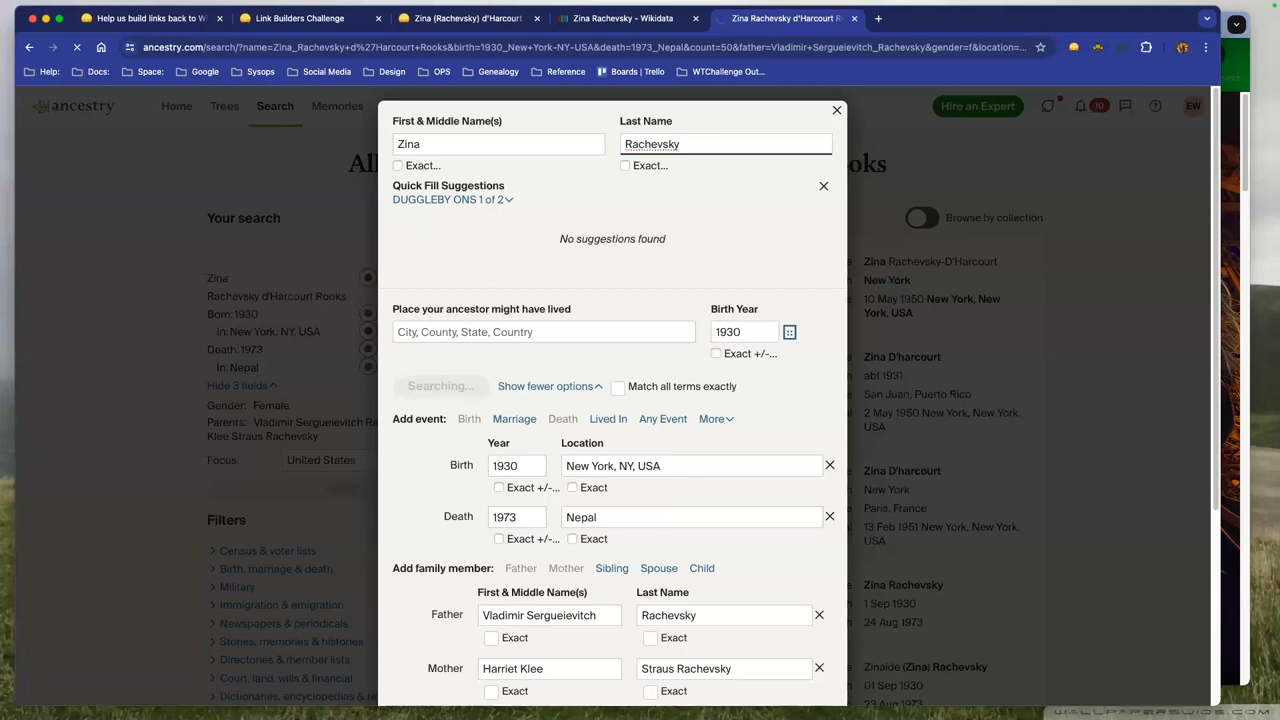 Help us build links back to Wi
Link Builders Challenge
Zina (Rachevsky) d'Harcourt
Zina Rachevsky - Wikidata
Zina Rachevsky d'Harcourt R
ancestry.com/search/?name=Zina_Rachevsky+d%27Harcourt+Rooks&birth=1930_New+York-NY-USA&death=1973_Nepal&count=50&father=Vladimir+Sergueievitch_Rachevsky&gender=f&location=...
Help:
Docs:
Space:
Google
Sysops
Social Media
Design
OPS
Genealogy
Reference
Boards | Trello
WTChallenge Out...
ancestry
Home
Trees
Search
Memories
Hire an Expert
10
EW
All
ooks
First & Middle Name(s)
Last Name
Zina
Rachevsky
Exact...
Exact...
Quick Fill Suggestions
DUGGLEBY ONS 1 of 2
No suggestions found
Your search
Browse by collection
Zina
Rachevsky d'Harcourt Rooks
Born: 1930
In: New York, NY, USA
Death: 1973
In: Nepal
Hide 3 fields
Gender: Female
Parents: Vladimir Sergueievitch Ra
Klee Straus Rachevsky
Focus:
United States
Filters
Census & voter lists
Birth, marriage & death
Military
Immigration & emigration
Newspapers & periodicals
Stories, memories & histories
Directories & member lists
Court, land, wills & financial
Dictionaries, encyclopedias & re
Place your ancestor might have lived
Birth Year
City, County, State, Country
1930
Exact +/-...
Searching...
Show fewer options
Match all terms exactly
Add event:
Birth
Marriage
Death
Lived In
Any Event
More
Year
Location
Birth
1930
New York, NY, USA
Exact +/-...
Exact
Death
1973
Nepal
Exact +/-...
Exact
Add family member:
Father
Mother
Sibling
Spouse
Child
First & Middle Name(s)
Last Name
Father
Vladimir Sergueievitch
Rachevsky
Exact
Exact
Mother
Harriet Klee
Straus Rachevsky
Exact
Exact
Zina Rachevsky-D'Harcourt
New York
10 May 1950 New York, New
York, USA
Zina D'harcourt
abt 1931
San Juan, Puerto Rico
2 May 1950 New York, New York,
USA
Zina D'harcourt
New York
Paris, France
13 Feb 1951 New York, New York,
USA
Zina Rachevsky
1 Sep 1930
24 Aug 1973
Zinaide (Zina) Rachevsky
01 Sep 1930
23 Aug 1973
WALLPAPERSWIDE.COM